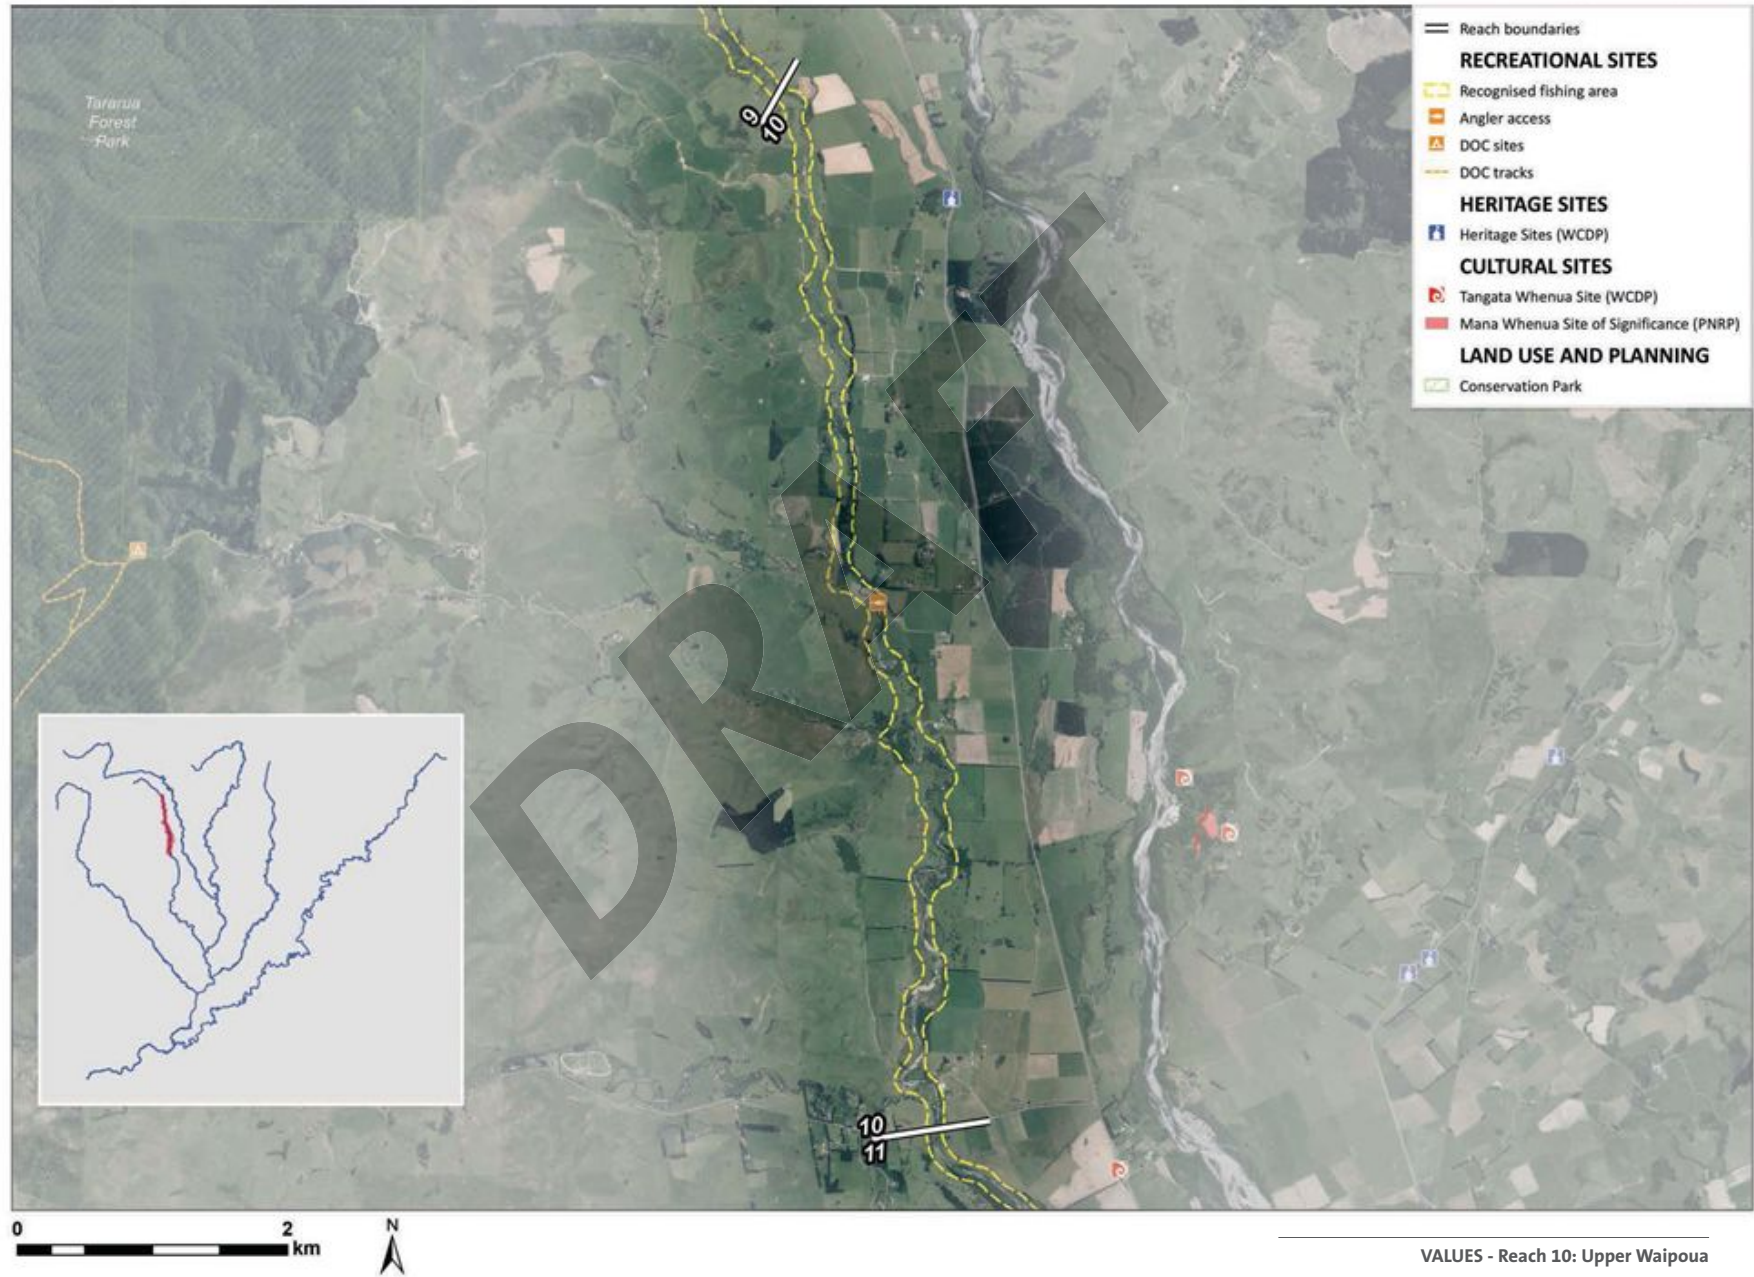 Tararua
Forest
Park
9
10
DRAFT
10
11
Reach boundaries
RECREATIONAL SITES
Recognised fishing area
Angler access
DOC sites
DOC tracks
HERITAGE SITES
Heritage Sites (WCDP)
CULTURAL SITES
Tangata Whenua Site (WCDP)
Mana Whenua Site of Significance (PNRP)
LAND USE AND PLANNING
Conservation Park
0 2
km
N
VALUES - Reach 10: Upper Waipoua